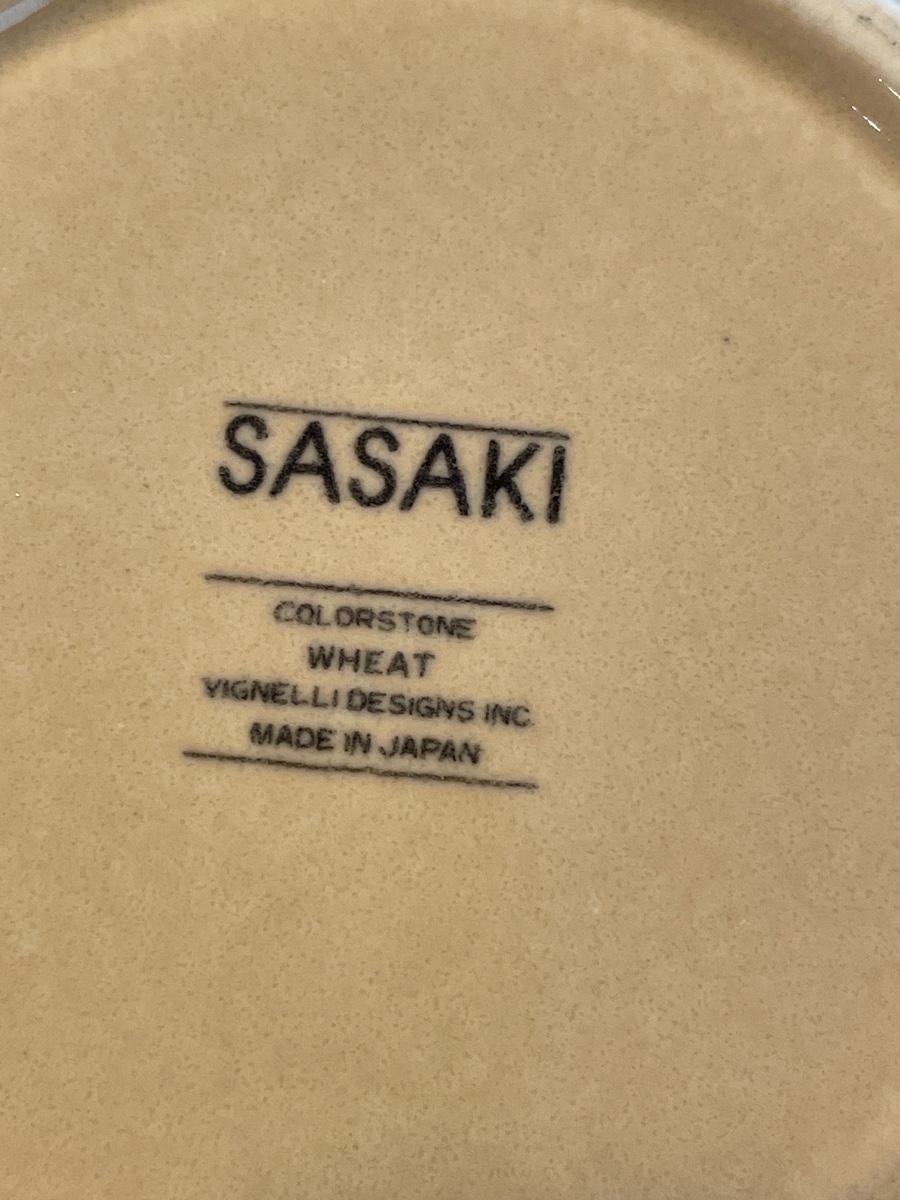 SASAKI
COLORSTONE
WHEAT
VIGNELLI DESIGNS INC.
MADE IN JAPAN